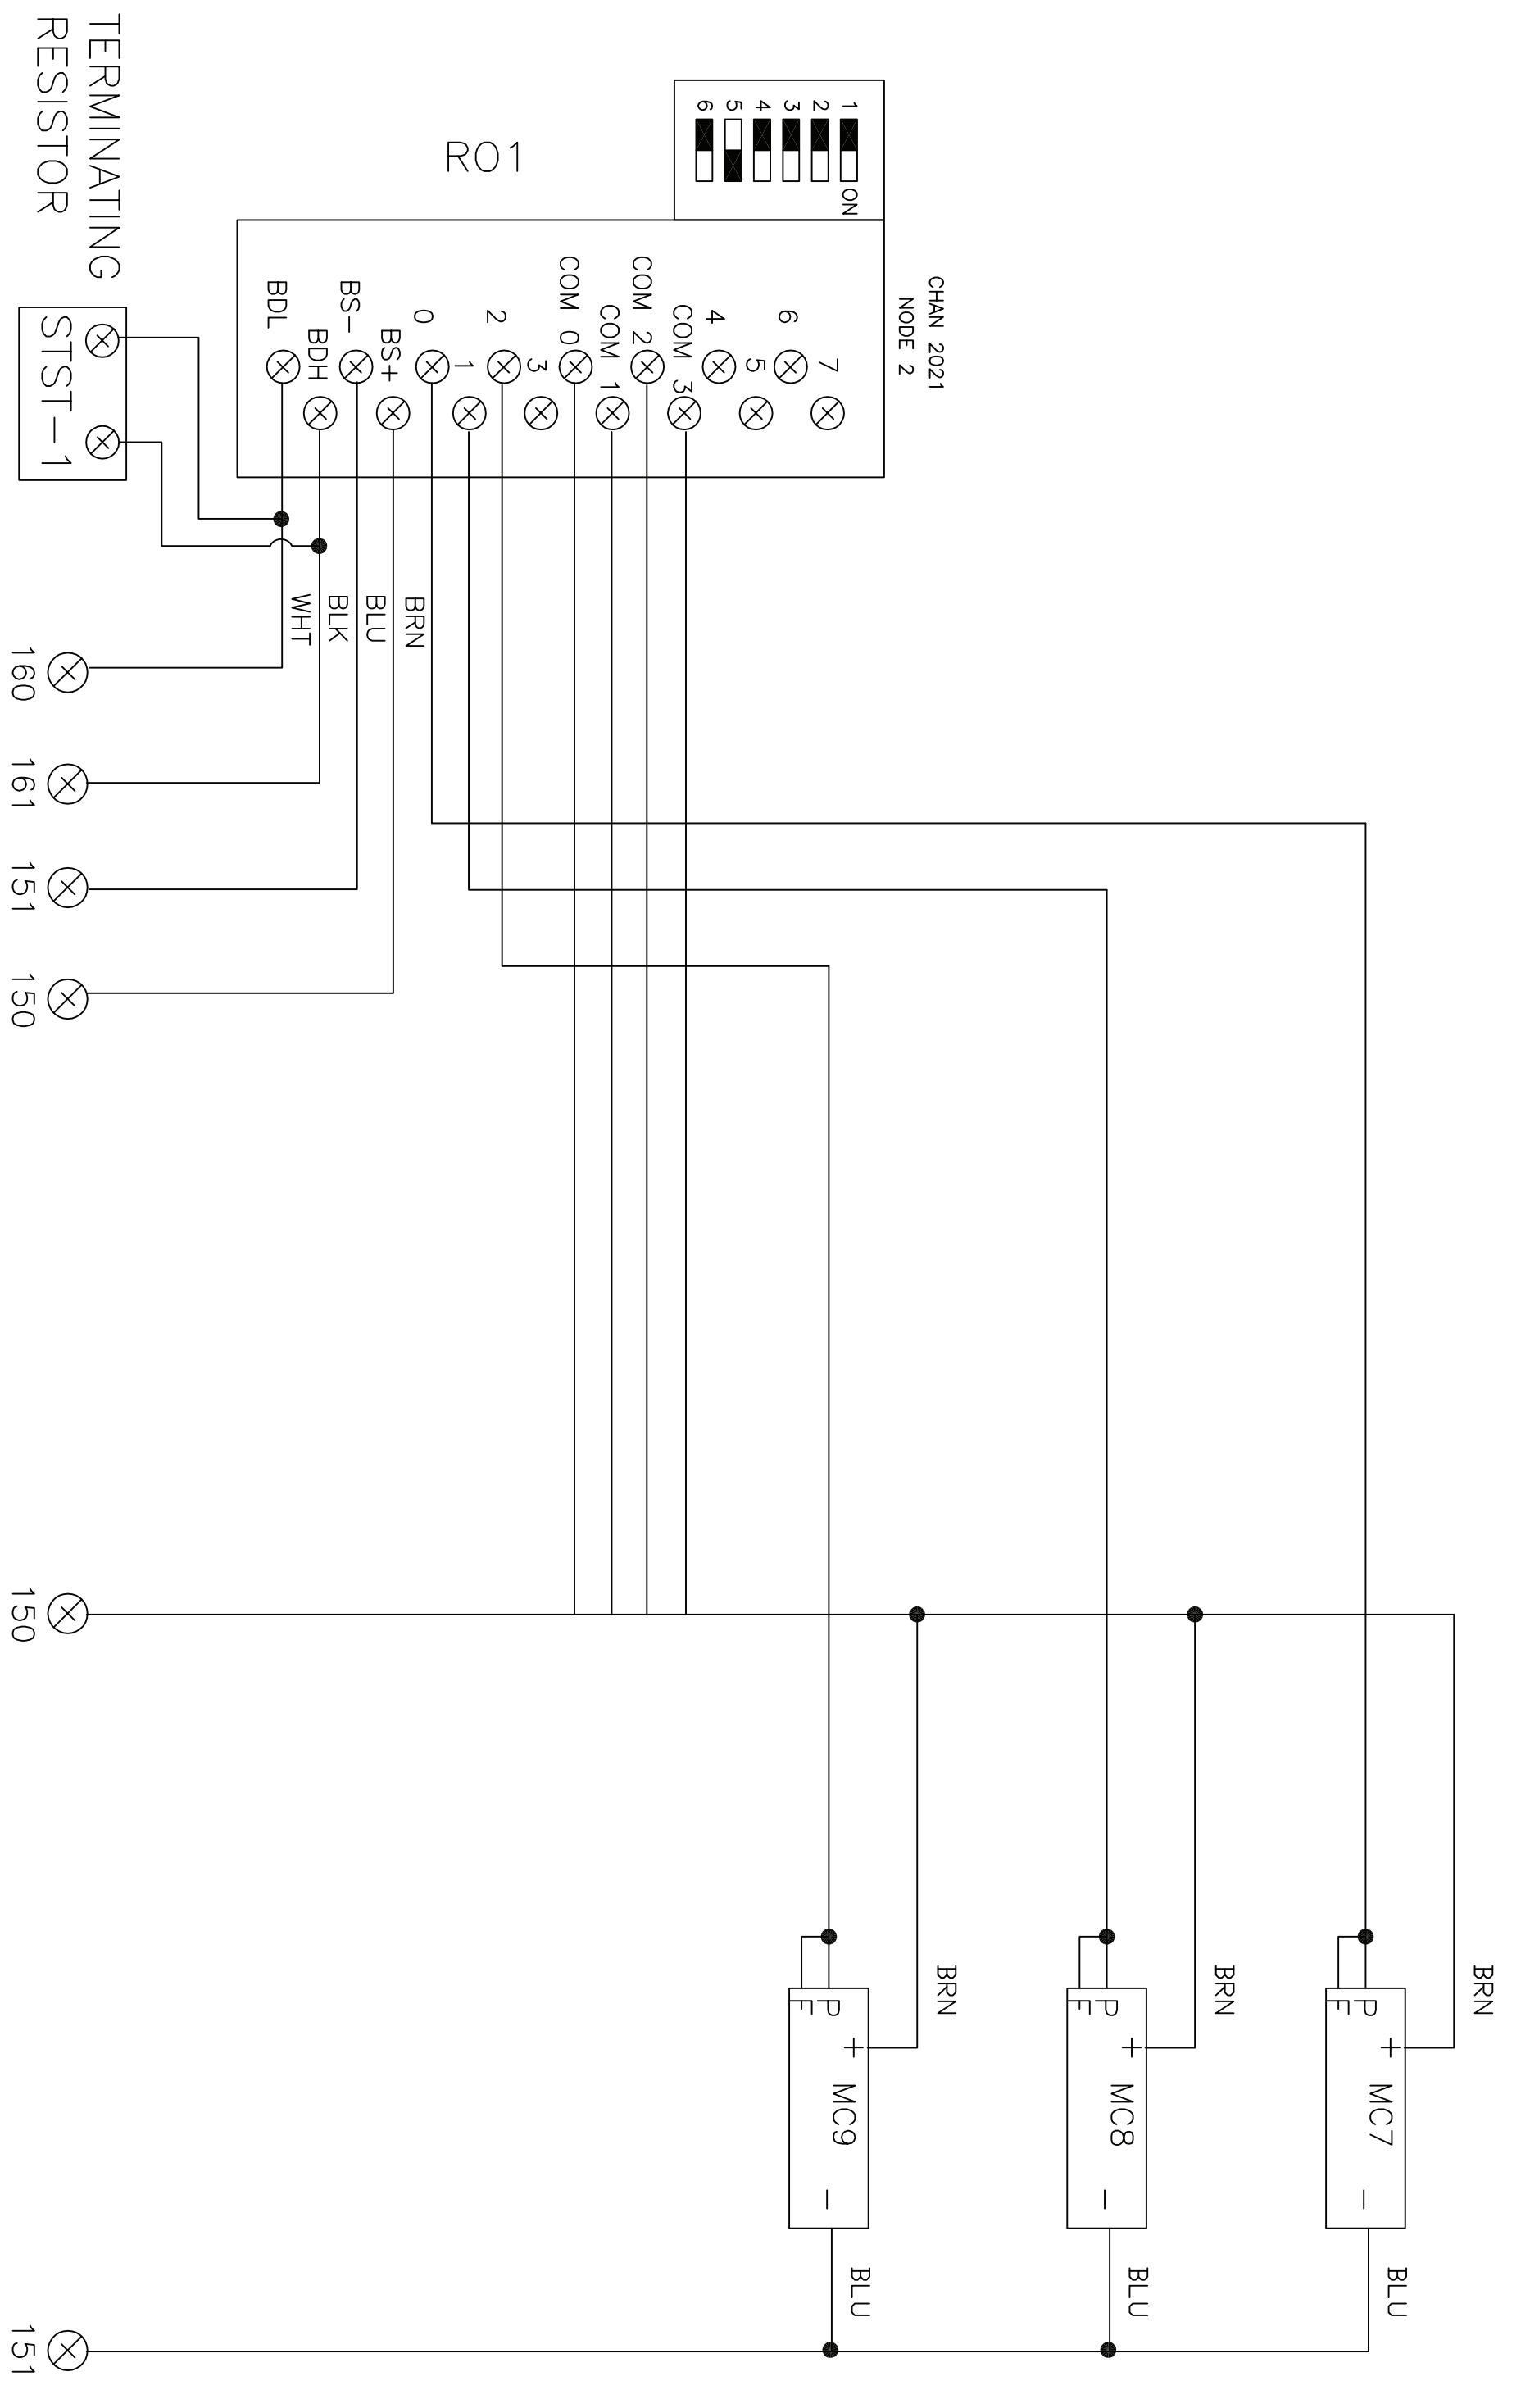 TERMINATING
RESISTOR
STST-1
RO1
1
2
3
4
5
6
ON
CHAN 2021
NODE 2
BDL
BDH
BS-
BS+
0
1
2
3
COM 0
COM 1
COM 2
COM 3
4
5
6
7
WHT
BLK
BLU
BRN
160
161
151
150
150
151
BRN
P
F
+
MC9
-
BLU
BRN
P
F
+
MC8
-
BLU
BRN
P
F
+
MC7
-
BLU